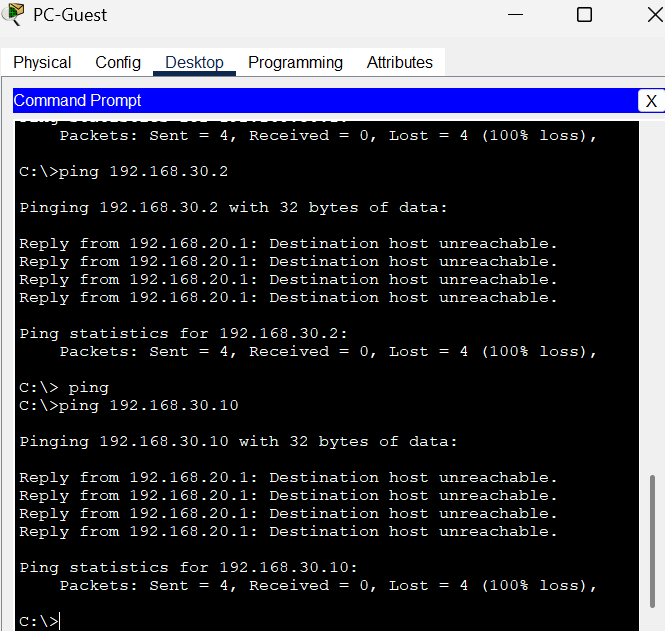 PC-Guest
Physical Config Desktop Programming Attributes
Command Prompt
X
Packets: Sent = 4, Received = 0, Lost = 4 (100% loss),
C:\>ping 192.168.30.2
Pinging 192.168.30.2 with 32 bytes of data:
Reply from 192.168.20.1: Destination host unreachable.
Reply from 192.168.20.1: Destination host unreachable.
Reply from 192.168.20.1: Destination host unreachable.
Reply from 192.168.20.1: Destination host unreachable.
Ping statistics for 192.168.30.2:
Packets: Sent = 4, Received = 0, Lost = 4 (100% loss),
C:\> ping
C:\>ping 192.168.30.10
Pinging 192.168.30.10 with 32 bytes of data:
Reply from 192.168.20.1: Destination host unreachable.
Reply from 192.168.20.1: Destination host unreachable.
Reply from 192.168.20.1: Destination host unreachable.
Reply from 192.168.20.1: Destination host unreachable.
Ping statistics for 192.168.30.10:
Packets: Sent = 4, Received = 0, Lost = 4 (100% loss),
C:\>